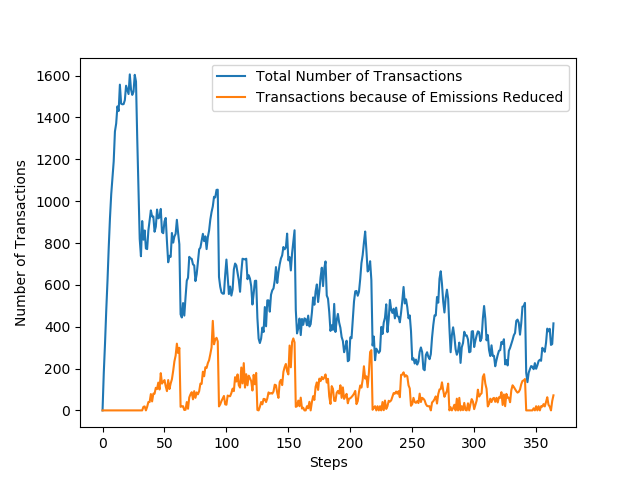 Total Number of Transactions
Transactions because of Emissions Reduced
Number of Transactions
1600
1400
1200
1000
800
600
400
200
0
0 50 100 150 200 250 300 350
Steps